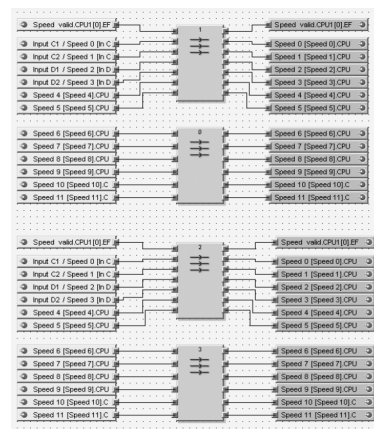 Speed valid.CPU1[0].EF 1 Speed valid.CPU1[0].EF
Input C1 / Speed 0 [In C Speed 0 [Speed 0].CPU
Input C2 / Speed 1 [In C Speed 1 [Speed 1].CPU
Input D1 / Speed 2 [In D Speed 2 [Speed 2].CPU
Input D2 / Speed 3 [In D Speed 3 [Speed 3].CPU
Speed 4 [Speed 4].CPU Speed 4 [Speed 4].CPU
Speed 5 [Speed 5].CPU Speed 5 [Speed 5].CPU
Speed 6 [Speed 6].CPU 0 Speed 6 [Speed 6].CPU
Speed 7 [Speed 7].CPU Speed 7 [Speed 7].CPU
Speed 8 [Speed 8].CPU Speed 8 [Speed 8].CPU
Speed 9 [Speed 9].CPU Speed 9 [Speed 9].CPU
Speed 10 [Speed 10].C Speed 10 [Speed 10].C
Speed 11 [Speed 11].C Speed 11 [Speed 11].C
Speed valid.CPU1[0].EF 2 Speed valid.CPU1[0].EF
Input C1 / Speed 0 [In C Speed 0 [Speed 0].CPU
Input C2 / Speed 1 [In C Speed 1 [Speed 1].CPU
Input D1 / Speed 2 [In D Speed 2 [Speed 2].CPU
Input D2 / Speed 3 [In D Speed 3 [Speed 3].CPU
Speed 4 [Speed 4].CPU Speed 4 [Speed 4].CPU
Speed 5 [Speed 5].CPU Speed 5 [Speed 5].CPU
Speed 6 [Speed 6].CPU 3 Speed 6 [Speed 6].CPU
Speed 7 [Speed 7].CPU Speed 7 [Speed 7].CPU
Speed 8 [Speed 8].CPU Speed 8 [Speed 8].CPU
Speed 9 [Speed 9].CPU Speed 9 [Speed 9].CPU
Speed 10 [Speed 10].C Speed 10 [Speed 10].C
Speed 11 [Speed 11].C Speed 11 [Speed 11].C